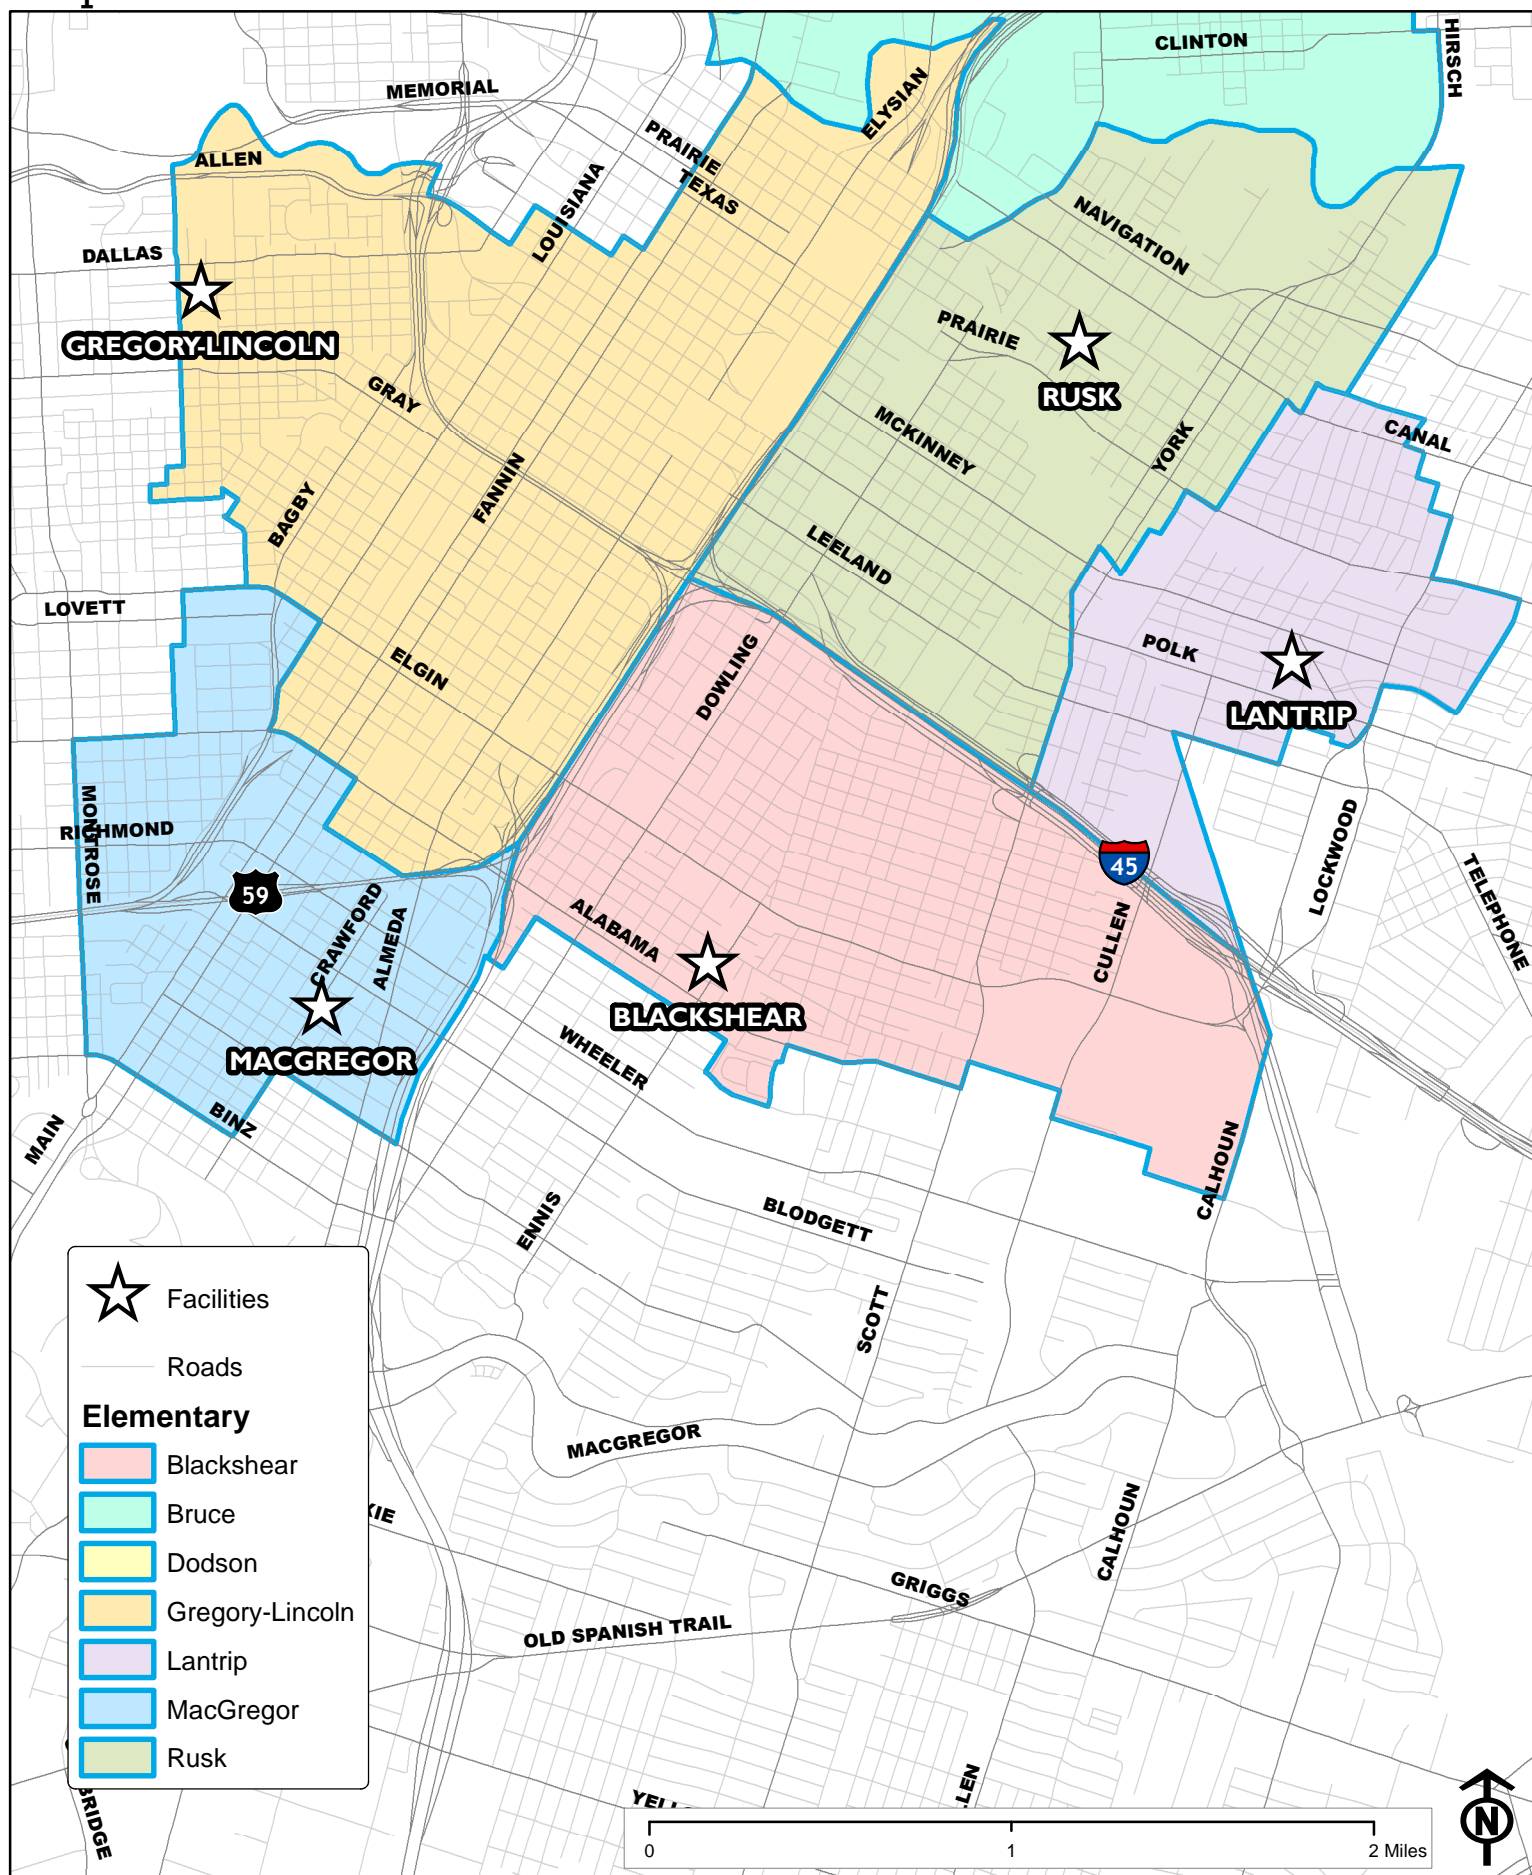 CLINTON
HIRSCH
MEMORIAL
ELYSIAN
PRAIRIE
ALLEN
TEXAS
LOUISIANA
NAVIGATION
DALLAS
GREGORY-LINCOLN
PRAIRIE
RUSK
GRAY
MCKINNEY
CANAL
YORK
FANNIN
BAGBY
LEELAND
LOVETT
ELGIN
DOWLING
POLK
LANTRIP
MONTROSE
RICHMOND
LOCKWOOD
45
TELEPHONE
59
CRAWFORD
ALMEDA
ALABAMA
CULLEN
BLACKSHEAR
MACGREGOR
WHEELER
BINZ
MAIN
CALHOUN
ENNIS
BLODGETT
SCOTT
MACGREGOR
CALHOUN
KIE
GRIGGS
OLD SPANISH TRAIL
LLEN
BRIDGE
Facilities
Roads
Elementary
Blackshear
Bruce
Dodson
Gregory-Lincoln
Lantrip
MacGregor
Rusk
0 1 2 Miles
N